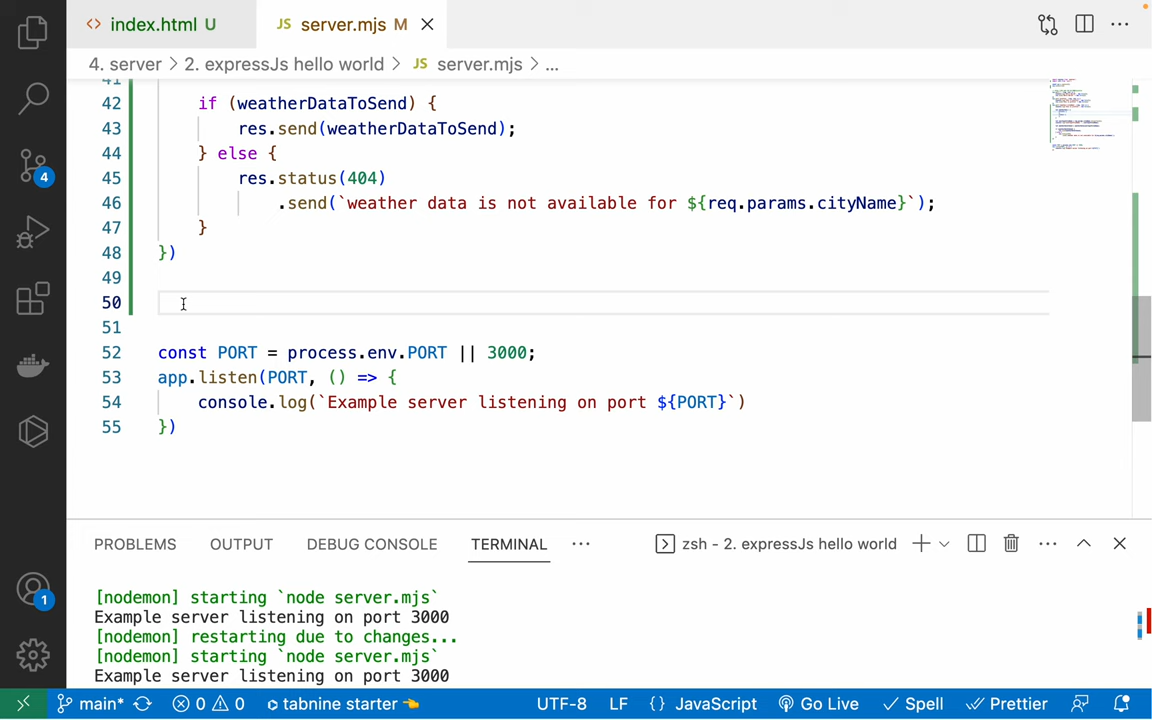 <> index.html U
JS server.mjs M
4. server > 2. expressJs hello world > JS server.mjs > ...
41
42 if (weatherDataToSend) {
43 res.send(weatherDataToSend);
44 } else {
45 res.status(404)
46 .send(`weather data is not available for ${req.params.cityName}`);
47 }
48 })
49
50
51
52 const PORT = process.env.PORT || 3000;
53 app.listen(PORT, () => {
54 console.log(`Example server listening on port ${PORT}`)
55 })
4
1
PROBLEMS OUTPUT DEBUG CONSOLE TERMINAL ... zsh - 2. expressJs hello world
[nodemon] starting `node server.mjs`
Example server listening on port 3000
[nodemon] restarting due to changes...
[nodemon] starting `node server.mjs`
Example server listening on port 3000
main* 0 0 tabnine starter UTF-8 LF {} JavaScript Go Live Spell Prettier